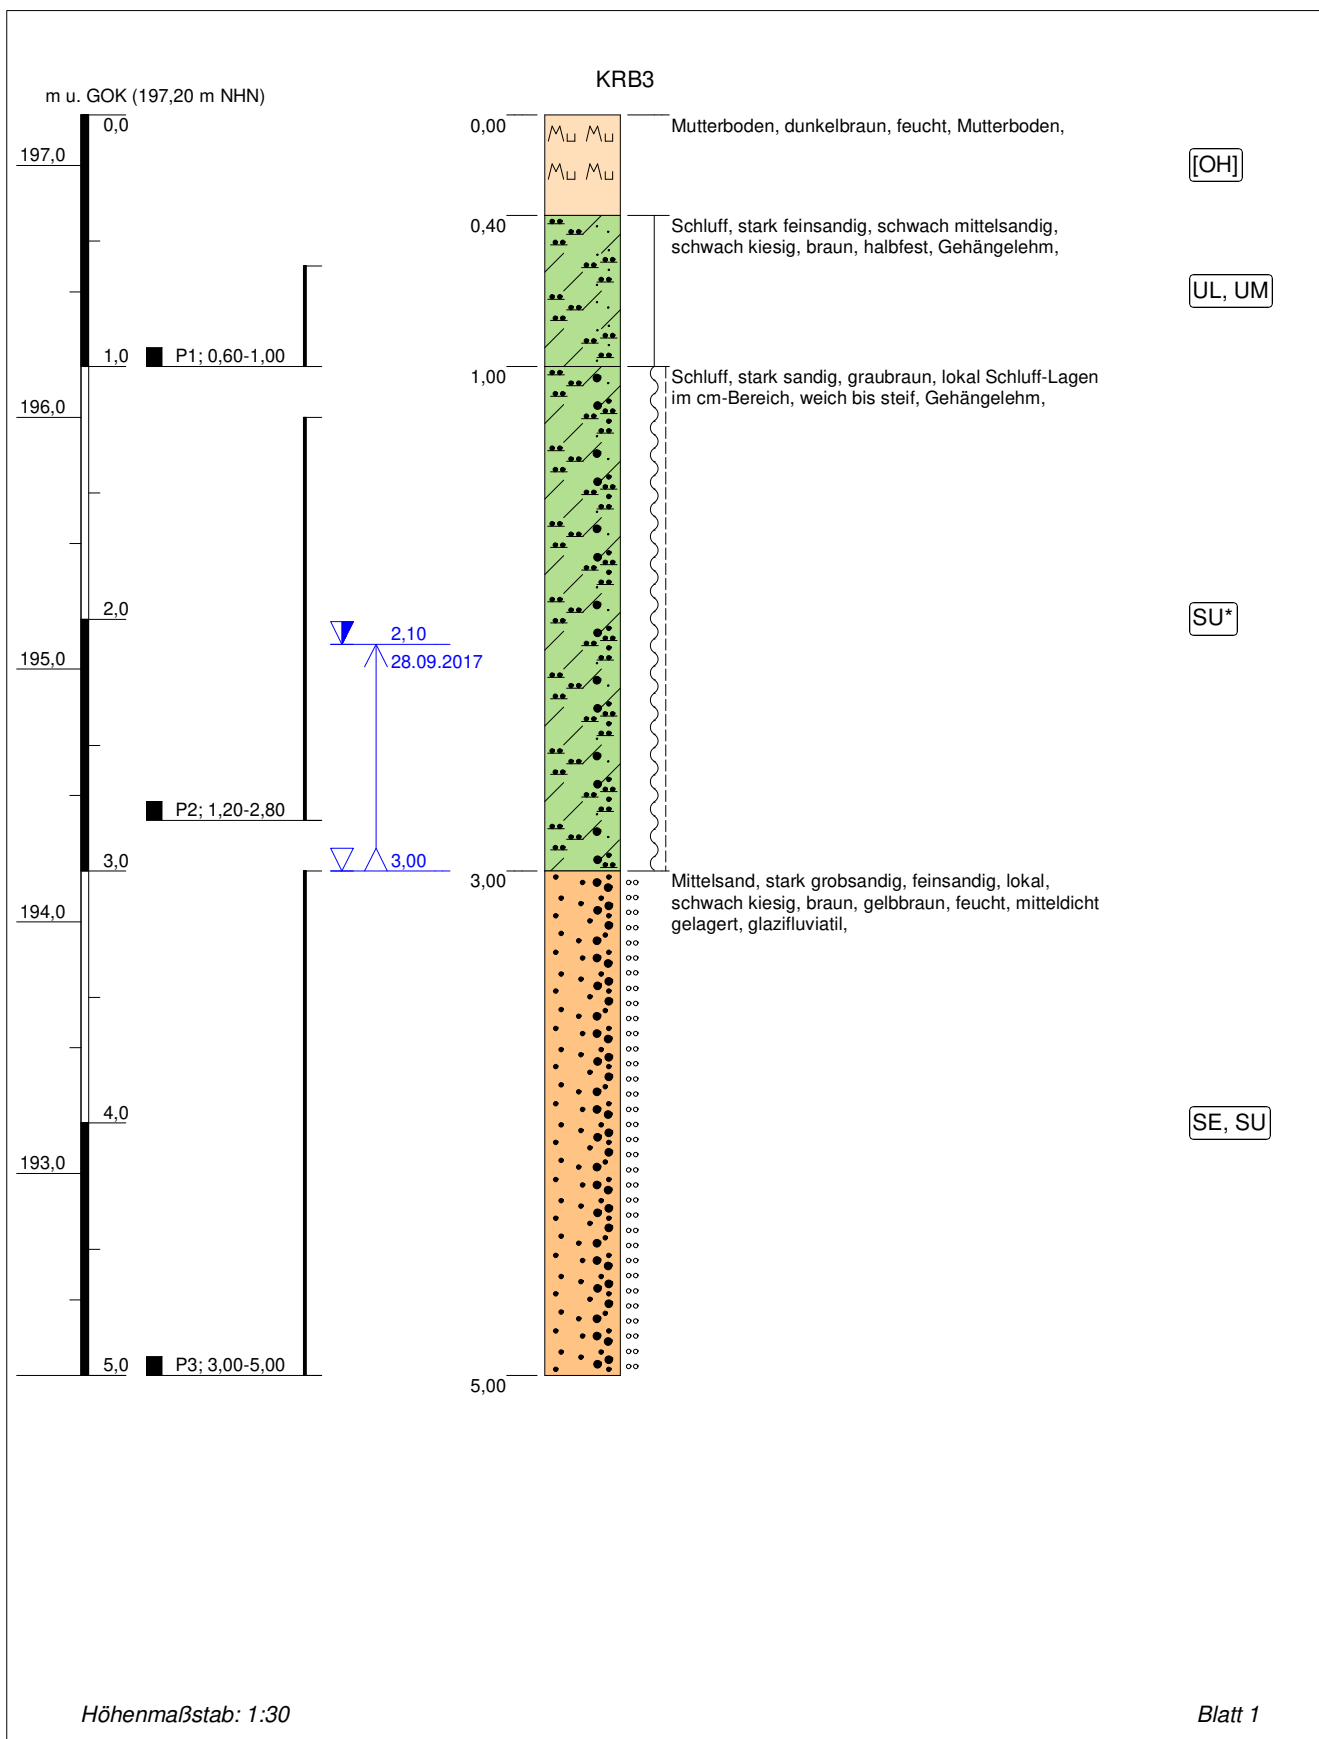 KRB3
m u. GOK (197,20 m NHN)
0,0
0,00
Mutterboden, dunkelbraun, feucht, Mutterboden,
197,0
[OH]
0,40
Schluff, stark feinsandig, schwach mittelsandig,
schwach kiesig, braun, halbfest, Gehängelehm,
UL, UM
1,0
P1; 0,60-1,00
1,00
Schluff, stark sandig, graubraun, lokal Schluff-Lagen
im cm-Bereich, weich bis steif, Gehängelehm,
196,0
2,0
SU*
2,10
195,0
28.09.2017
P2; 1,20-2,80
3,0
3,00
3,00
Mittelsand, stark grobsandig, feinsandig, lokal,
schwach kiesig, braun, gelbbraun, feucht, mitteldicht
gelagert, glazifluviatil,
194,0
4,0
SE, SU
193,0
5,0
P3; 3,00-5,00
5,00
Höhenmaßstab: 1:30
Blatt 1